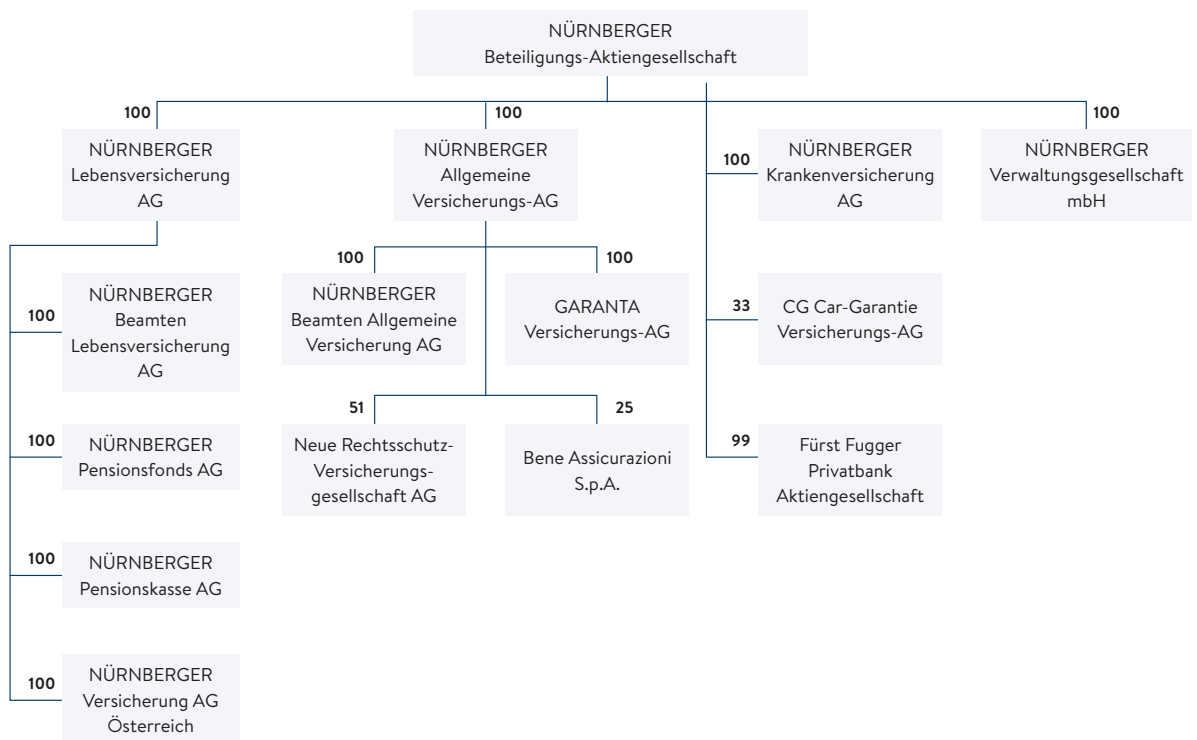 NÜRNBERGER
Beteiligungs-Aktiengesellschaft
100
NÜRNBERGER
Lebensversicherung
AG
100
NÜRNBERGER
Allgemeine
Versicherungs-AG
100
NÜRNBERGER
Krankenversicherung
AG
100
NÜRNBERGER
Verwaltungsgesellschaft
mbH
100
NÜRNBERGER
Beamten
Lebensversicherung
AG
100
NÜRNBERGER
Beamten Allgemeine
Versicherung AG
100
GARANTA
Versicherungs-AG
33
CG Car-Garantie
Versicherungs-AG
100
NÜRNBERGER
Pensionsfonds AG
51
Neue Rechtsschutz-
Versicherungs-
gesellschaft AG
25
Bene Assicurazioni
S.p.A.
99
Fürst Fugger
Privatbank
Aktiengesellschaft
100
NÜRNBERGER
Pensionskasse AG
100
NÜRNBERGER
Versicherung AG
Österreich